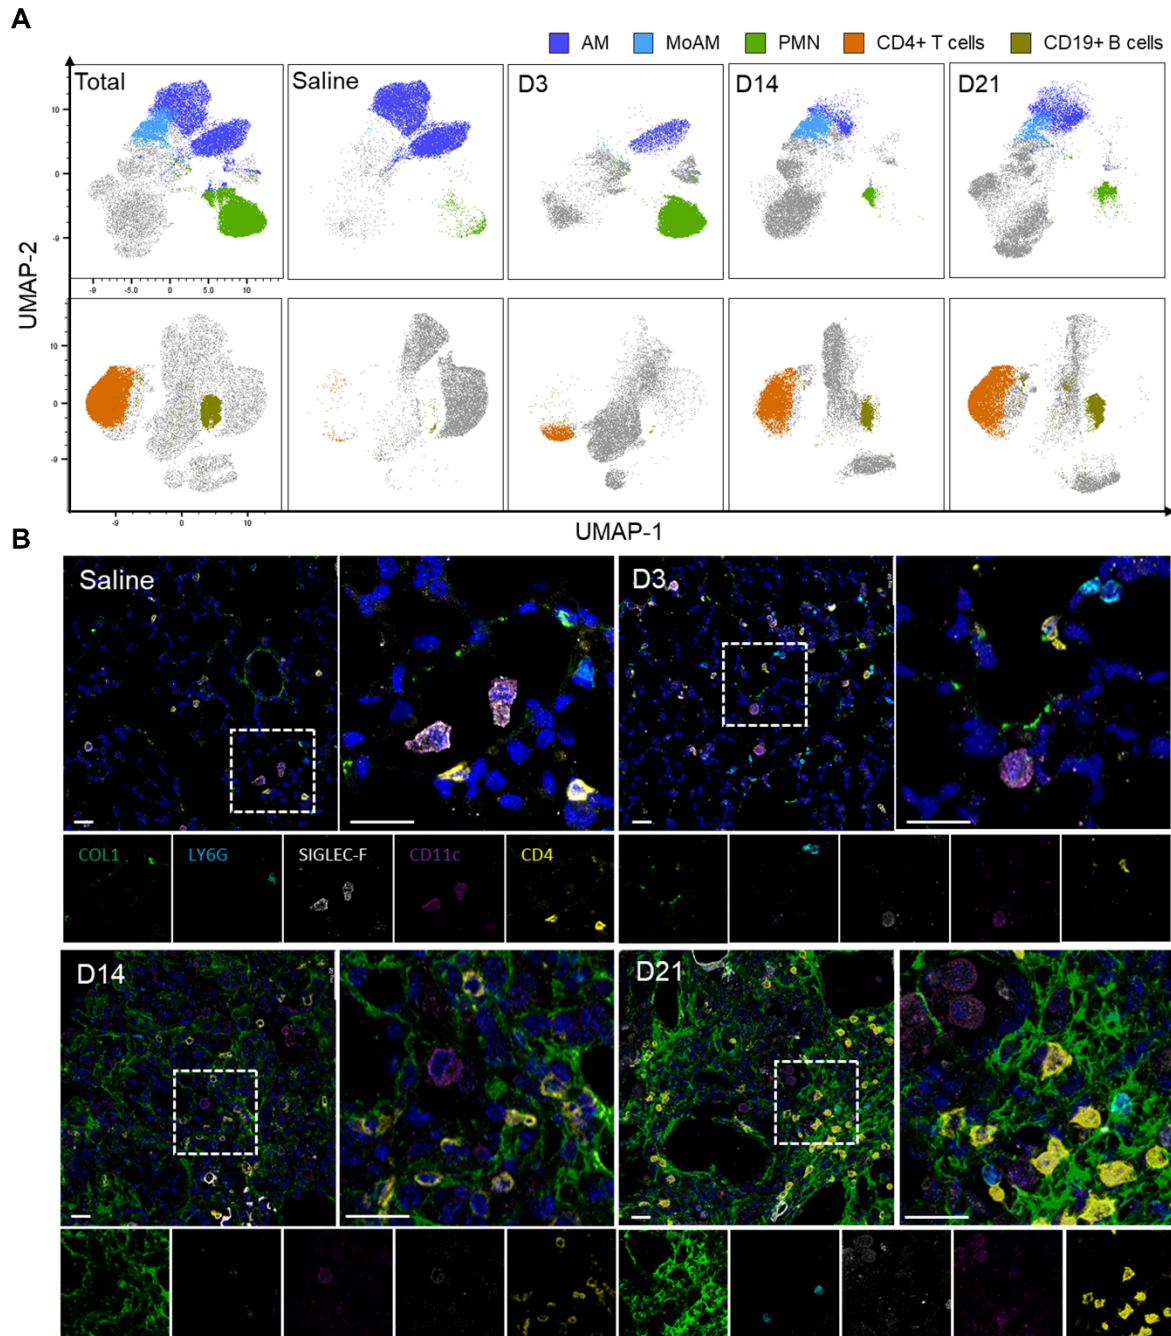 A
AM MoAM PMN CD4+ T cells CD19+ B cells
Total Saline D3 D14 D21
10
0
-9
-9 -5.0 0 5.0 10
10
0
-9
-9 0 10
UMAP-2
UMAP-1
B
Saline D3
COL1 LY6G SIGLEC-F CD11c CD4
D14 D21